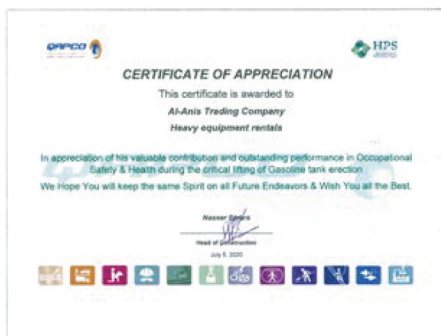 QAPCO
HPS
CERTIFICATE OF APPRECIATION
This certificate is awarded to
Al-Anis Trading Company
Heavy equipment rentals
In appreciation of his valuable contribution and outstanding performance in Occupational
Safety & Health during the critical lifting of Gasoline tank erection
We Hope You will keep the same Spirit on all Future Endeavors & Wish You all the Best.
Nasser
Head of Construction
July 5, 2020